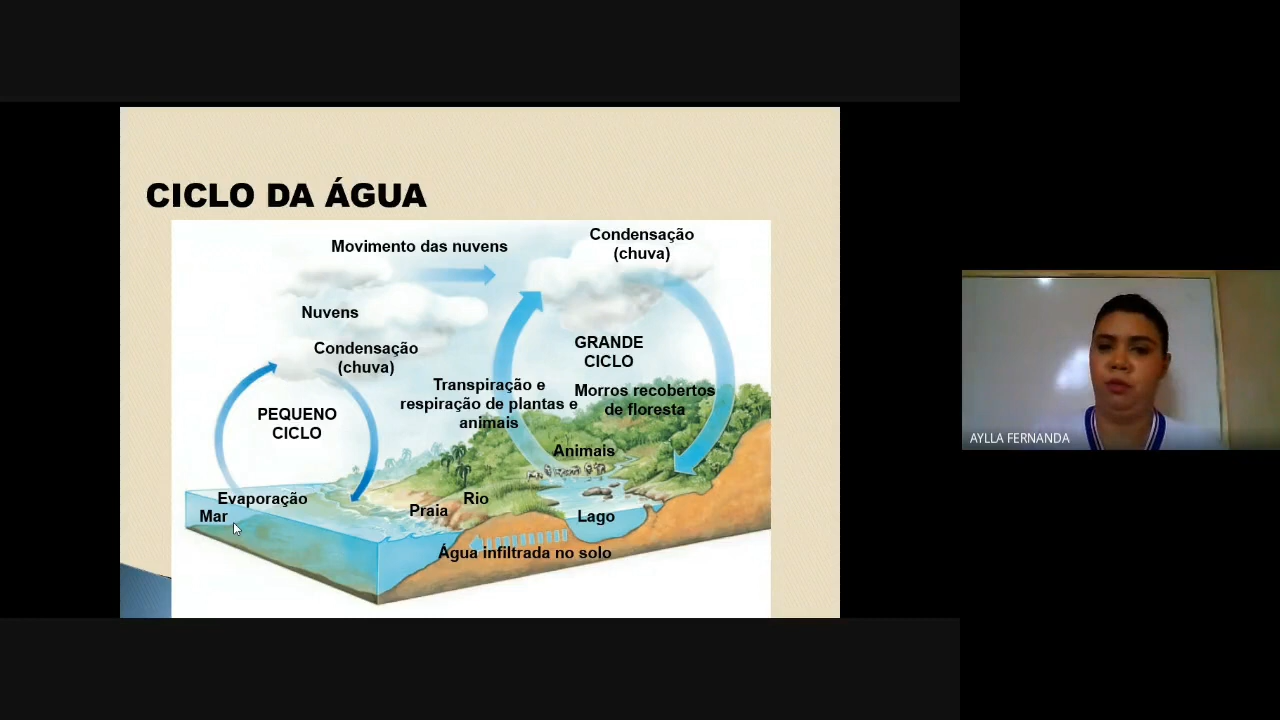 CICLO DA ÁGUA
Movimento das nuvens
Condensação
(chuva)
Nuvens
Condensação
(chuva)
GRANDE
CICLO
Transpiração e
respiração de plantas e
animais
Morros recobertos
de floresta
PEQUENO
CICLO
Animais
Evaporação
Mar
Rio
Praia
Lago
Água infiltrada no solo
AYLLA FERNANDA